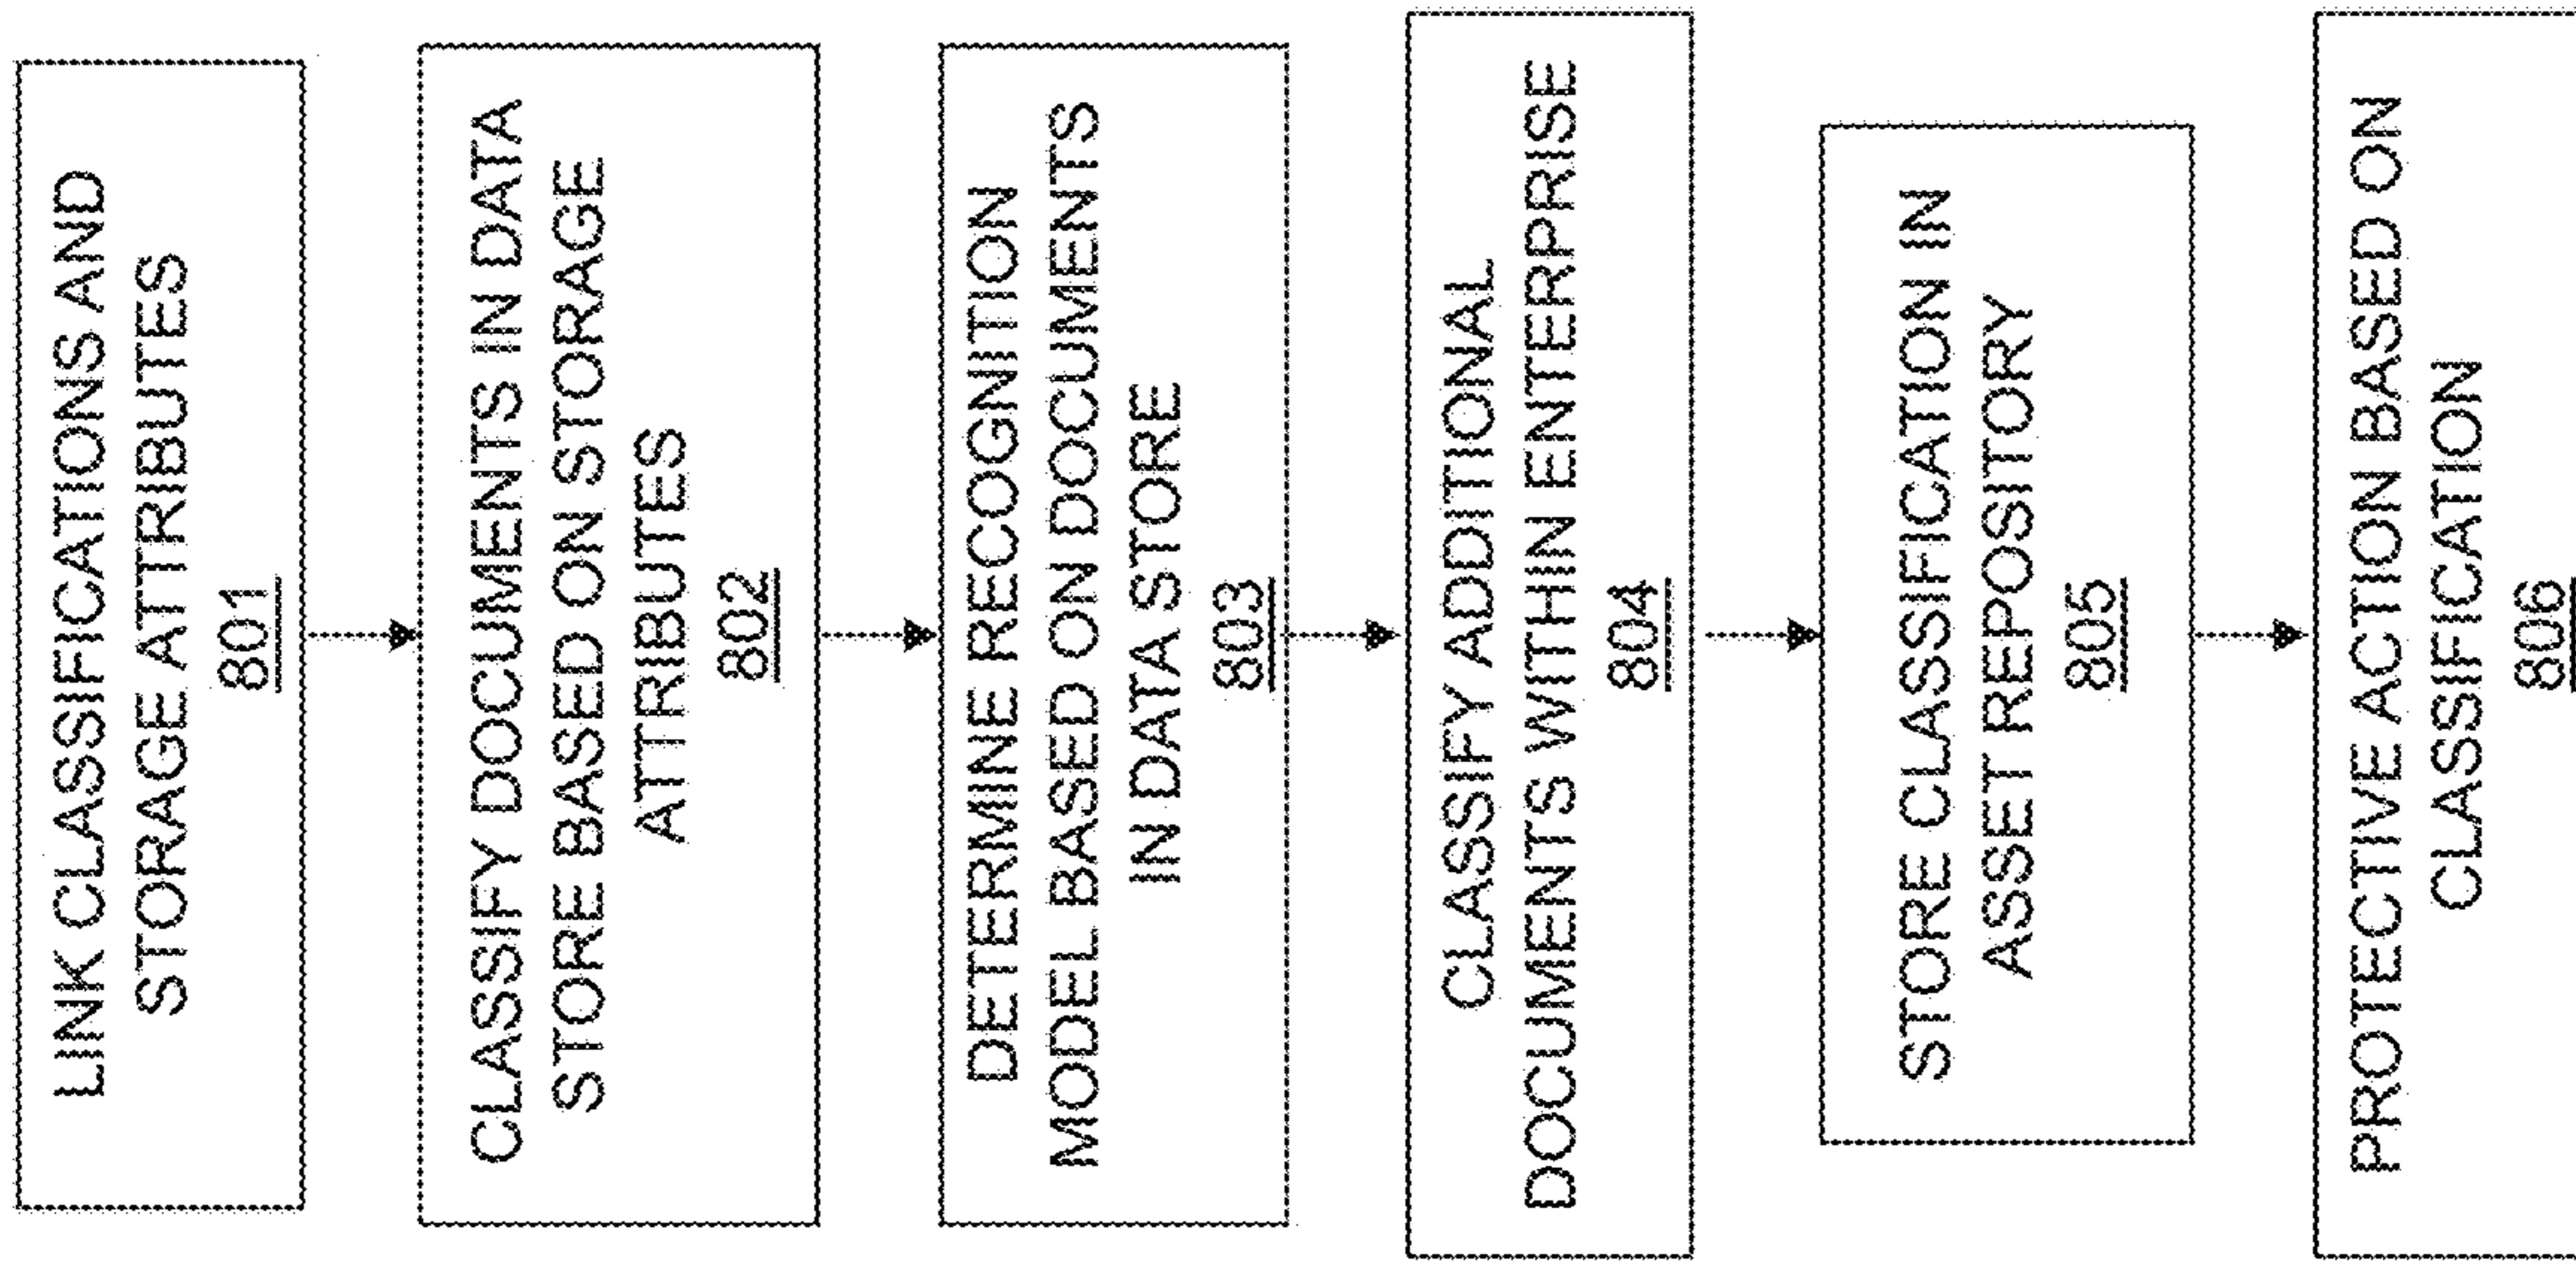 LINK CLASSIFICATIONS AND
STORAGE ATTRIBUTES
801
CLASSIFY DOCUMENTS IN DATA
STORE BASED ON STORAGE
ATTRIBUTES
802
DETERMINE RECOGNITION
MODEL BASED ON DOCUMENTS
IN DATA STORE
803
CLASSIFY ADDITIONAL
DOCUMENTS WITHIN ENTERPRISE
804
STORE CLASSIFICATION IN
ASSET REPOSITORY
805
PROTECTIVE ACTION BASED ON
CLASSIFICATION
806